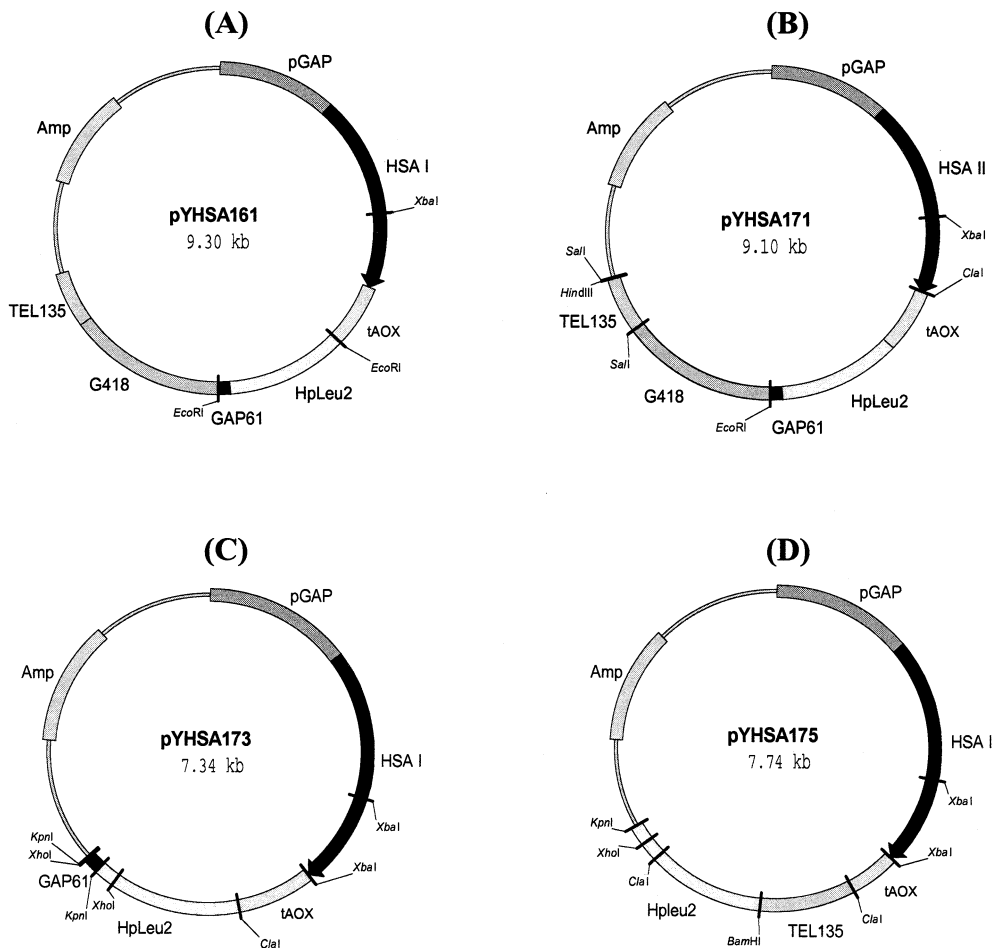 (A)
pGAP
Amp
HSA I
XbaI
pYHSA161
9.30 kb
TEL135
tAOX
EcoRI
G418
HpLeu2
EcoRI
GAP61
(B)
pGAP
Amp
HSA II
XbaI
pYHSA171
9.10 kb
SalI
ClaI
HindIII
TEL135
tAOX
SalI
G418
HpLeu2
EcoRI
GAP61
(C)
pGAP
Amp
pYHSA173
7.34 kb
HSA I
XbaI
KpnI
XhoI
XbaI
GAP61
KpnI
XhoI
tAOX
HpLeu2
ClaI
(D)
pGAP
Amp
pYHSA175
7.74 kb
HSA I
XbaI
KpnI
XhoI
XbaI
ClaI
tAOX
Hpleu2
ClaI
BamHI
TEL135